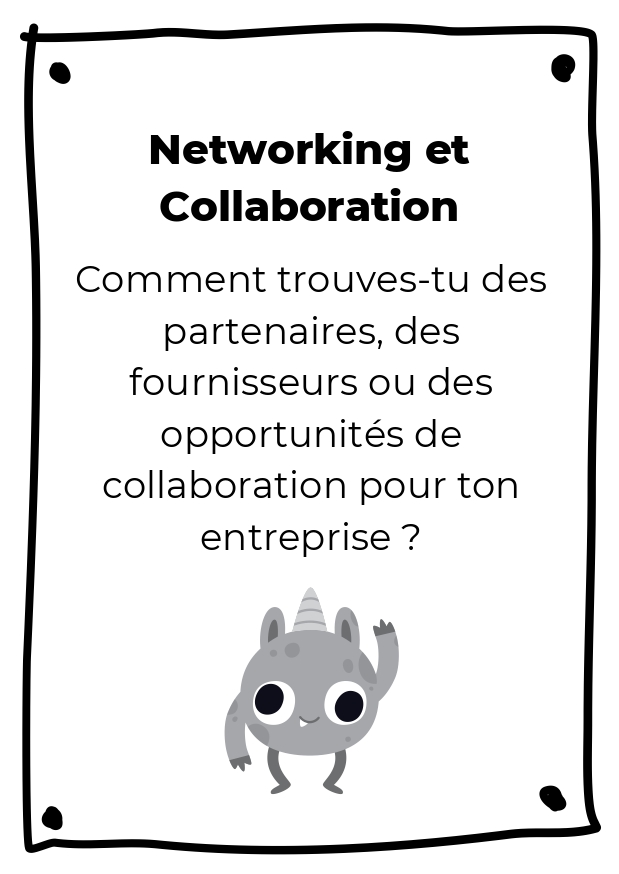 Networking et
Collaboration
Comment trouves-tu des
partenaires, des
fournisseurs ou des
opportunités de
collaboration pour ton
entreprise ?